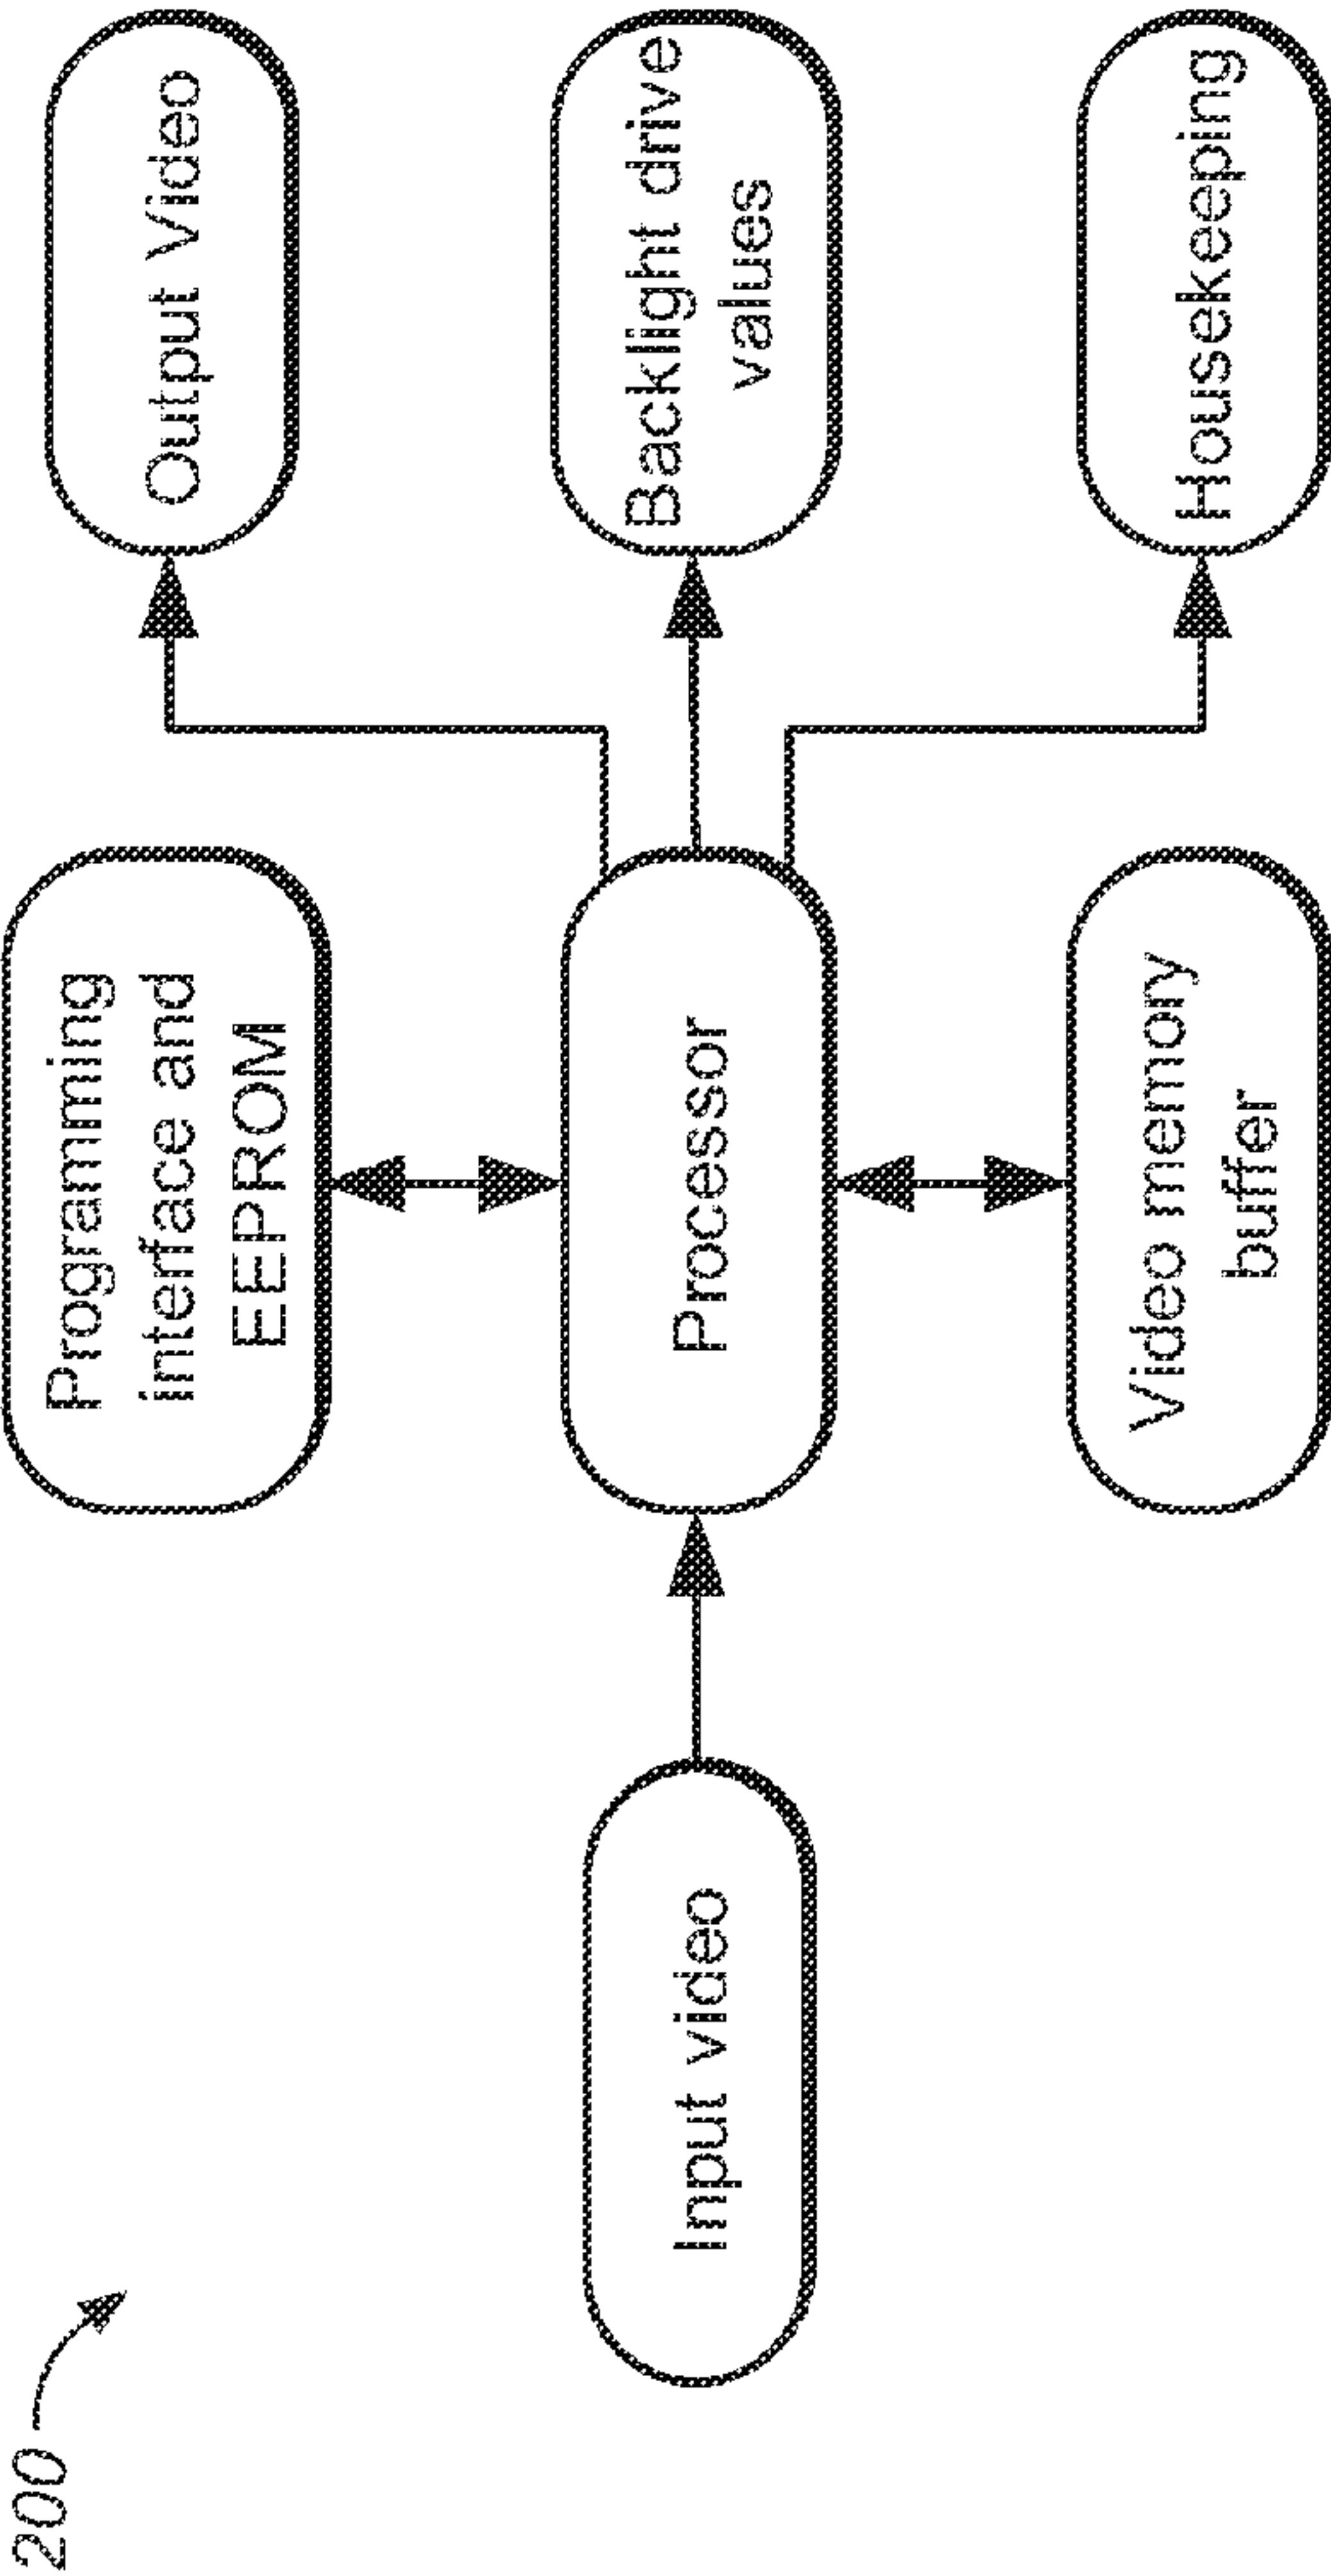 200
Programming
interface and
EEPROM
Output Video
Input video
Processor
Backlight drive
values
Video memory
buffer
Housekeeping